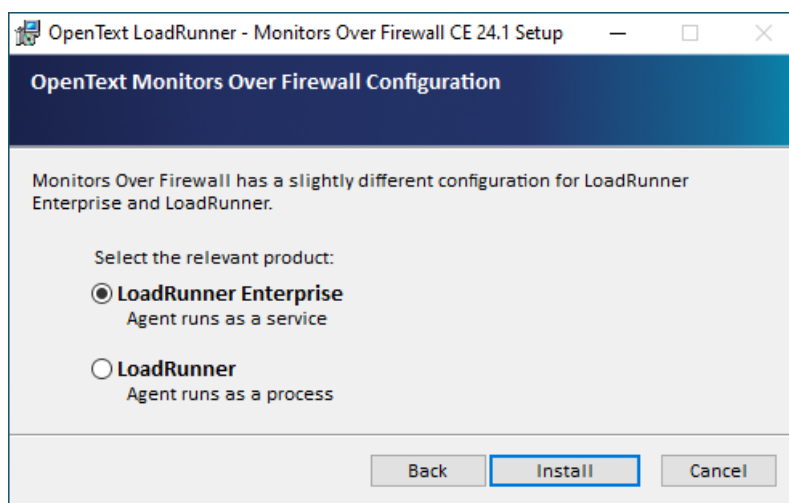 OpenText LoadRunner - Monitors Over Firewall CE 24.1 Setup
OpenText Monitors Over Firewall Configuration
Monitors Over Firewall has a slightly different configuration for LoadRunner
Enterprise and LoadRunner.
Select the relevant product:
LoadRunner Enterprise
Agent runs as a service
LoadRunner
Agent runs as a process
Back Install Cancel